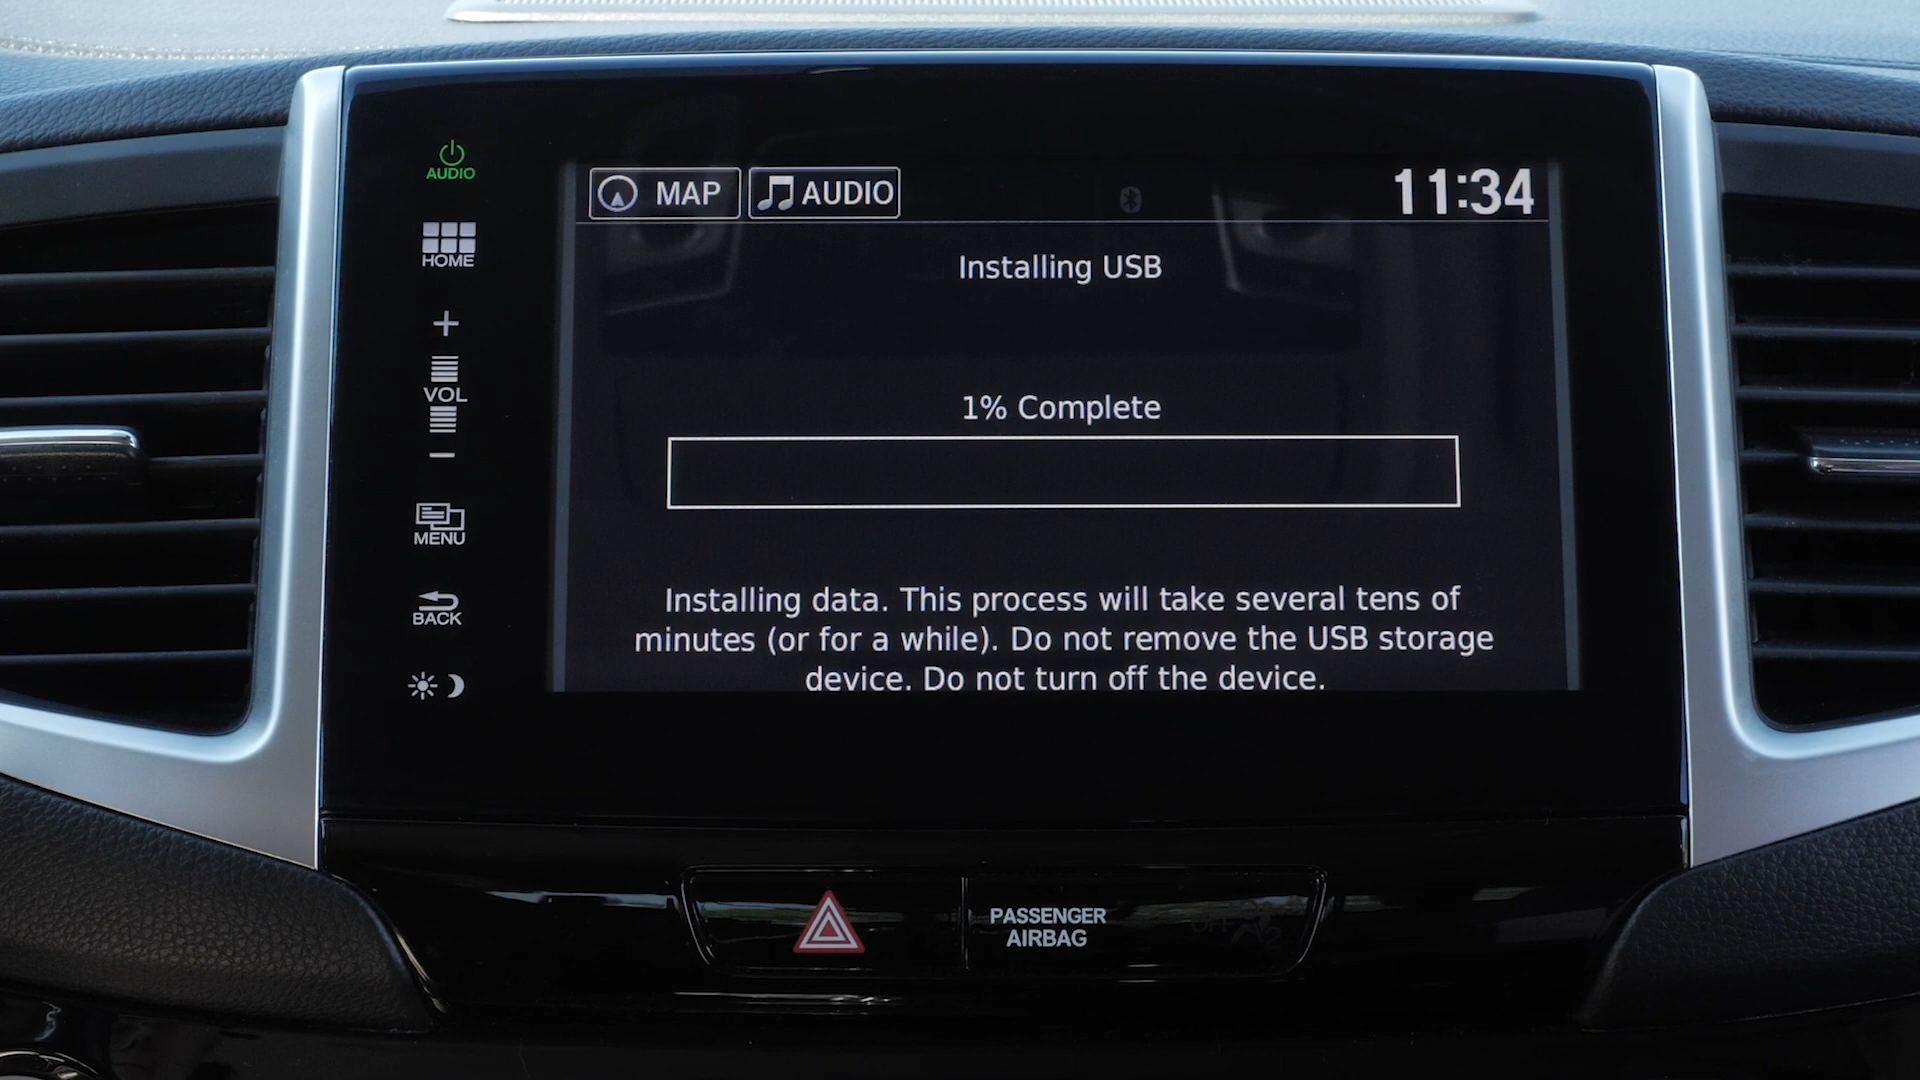 AUDIO
MAP
AUDIO
11:34
HOME
Installing USB
VOL
1% Complete
MENU
BACK
Installing data. This process will take several tens of
minutes (or for a while). Do not remove the USB storage
device. Do not turn off the device.
PASSENGER
AIRBAG
OFF
2